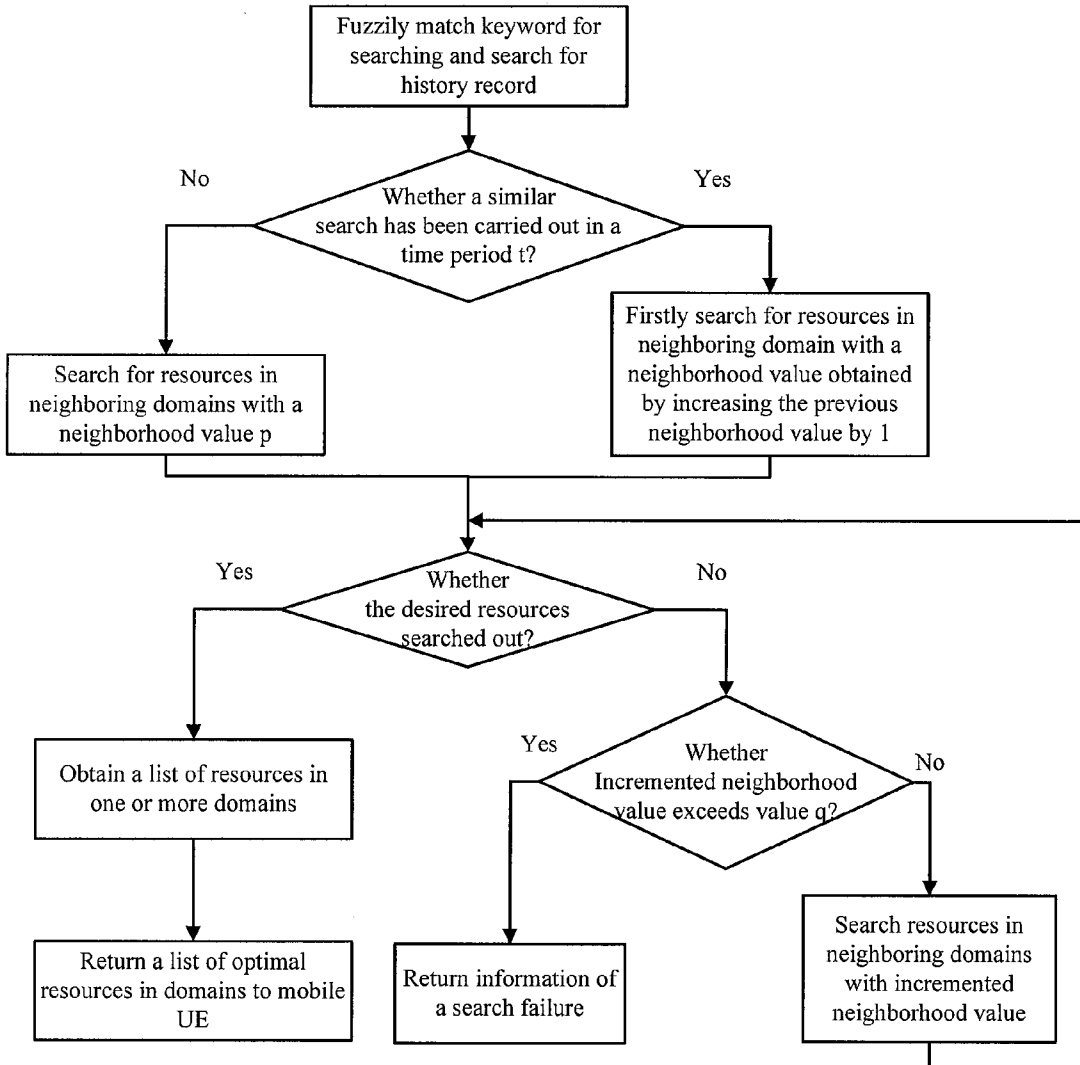 Fuzzily match keyword for
searching and search for
history record
No
Yes
Whether a similar
search has been carried out in a
time period t?
Firstly search for resources in
neighboring domain with a
neighborhood value obtained
by increasing the previous
neighborhood value by 1
Search for resources in
neighboring domains with a
neighborhood value p
Yes
No
Whether
the desired resources
searched out?
Yes
No
Whether
Incremented neighborhood
value exceeds value q?
Obtain a list of resources in
one or more domains
Return a list of optimal
resources in domains to mobile
UE
Return information of
a search failure
Search resources in
neighboring domains
with incremented
neighborhood value